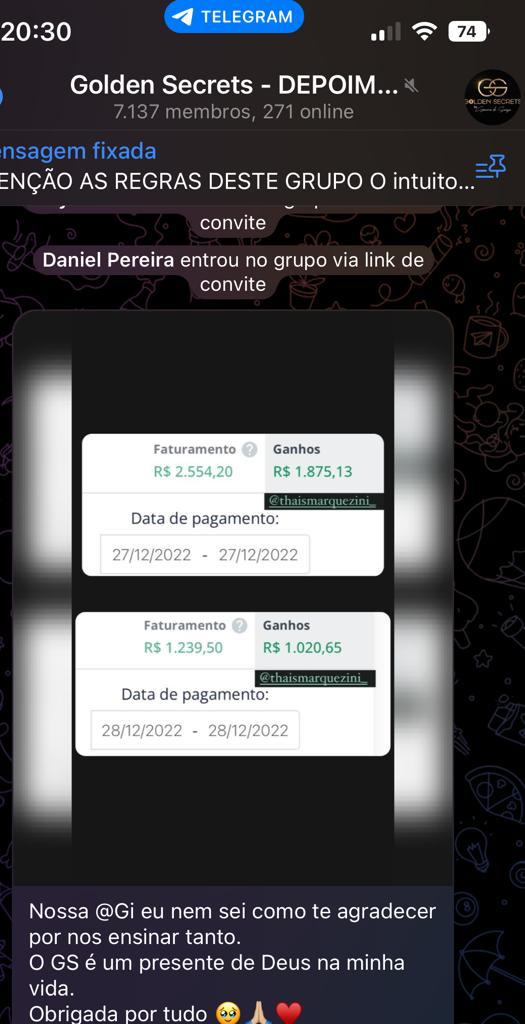 20:30
TELEGRAM
74
Golden Secrets - DEPOIM...
7.137 membros, 271 online
GS
GOLDEN SECRETS
ensagem fixada
ENÇÃO AS REGRAS DESTE GRUPO O intuito...
convite
Daniel Pereira entrou no grupo via link de
convite
Faturamento ? Ganhos
R$ 2.554,20 R$ 1.875,13
@thaismarquezini_
Data de pagamento:
27/12/2022 - 27/12/2022
Faturamento ? Ganhos
R$ 1.239,50 R$ 1.020,65
@thaismarquezini_
Data de pagamento:
28/12/2022 - 28/12/2022
Nossa @Gi eu nem sei como te agradecer
por nos ensinar tanto.
O GS é um presente de Deus na minha
vida.
Obrigada por tudo 🥹🙏🏼♥️